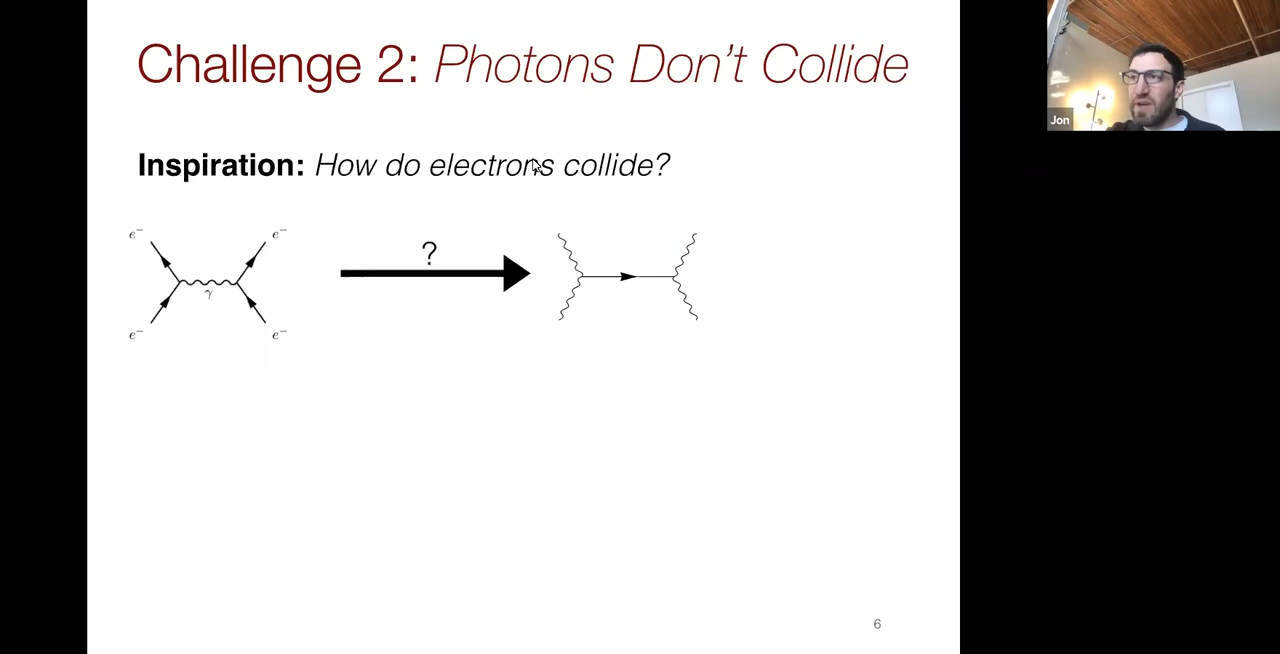 Challenge 2: Photons Don't Collide
Jon
Inspiration: How do electrons collide?
e⁻ e⁻
?
γ
e⁻ e⁻
6